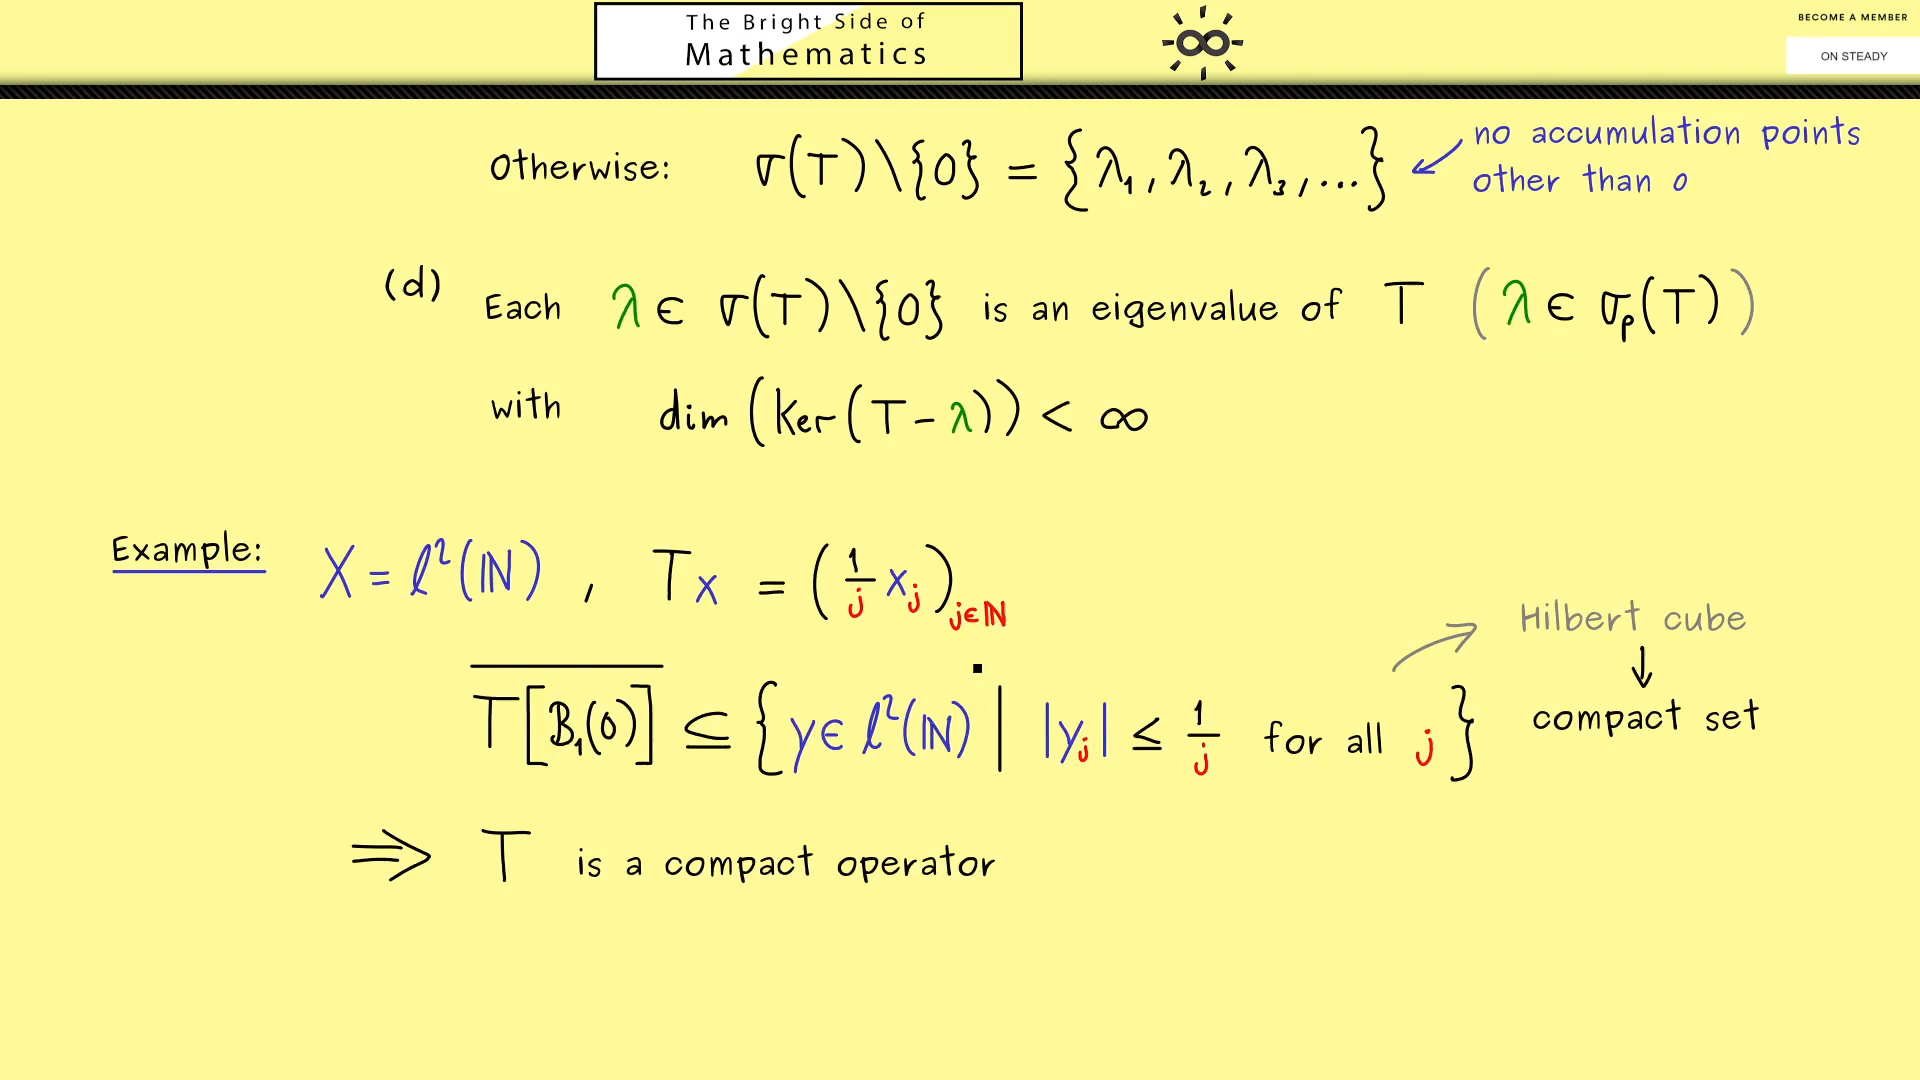 The Bright Side of
Mathematics
BECOME A MEMBER
ON STEADY
Otherwise: σ(T)\{0} = {λ₁, λ₂, λ₃, ...}
no accumulation points
other than 0
(d) Each λ ∈ σ(T)\{0} is an eigenvalue of T (λ ∈ σₚ(T))
with dim(Ker(T-λ)) < ∞
Example: X = ℓ²(ℕ) , Tx = (1/j xⱼ)j∈ℕ
Hilbert cube
↓
compact set
T̅[̅B̅₁̅(̅0̅)̅]̅ ⊆ {y ∈ ℓ²(ℕ) | |yⱼ| ≤ 1/j for all j}
⇒ T is a compact operator